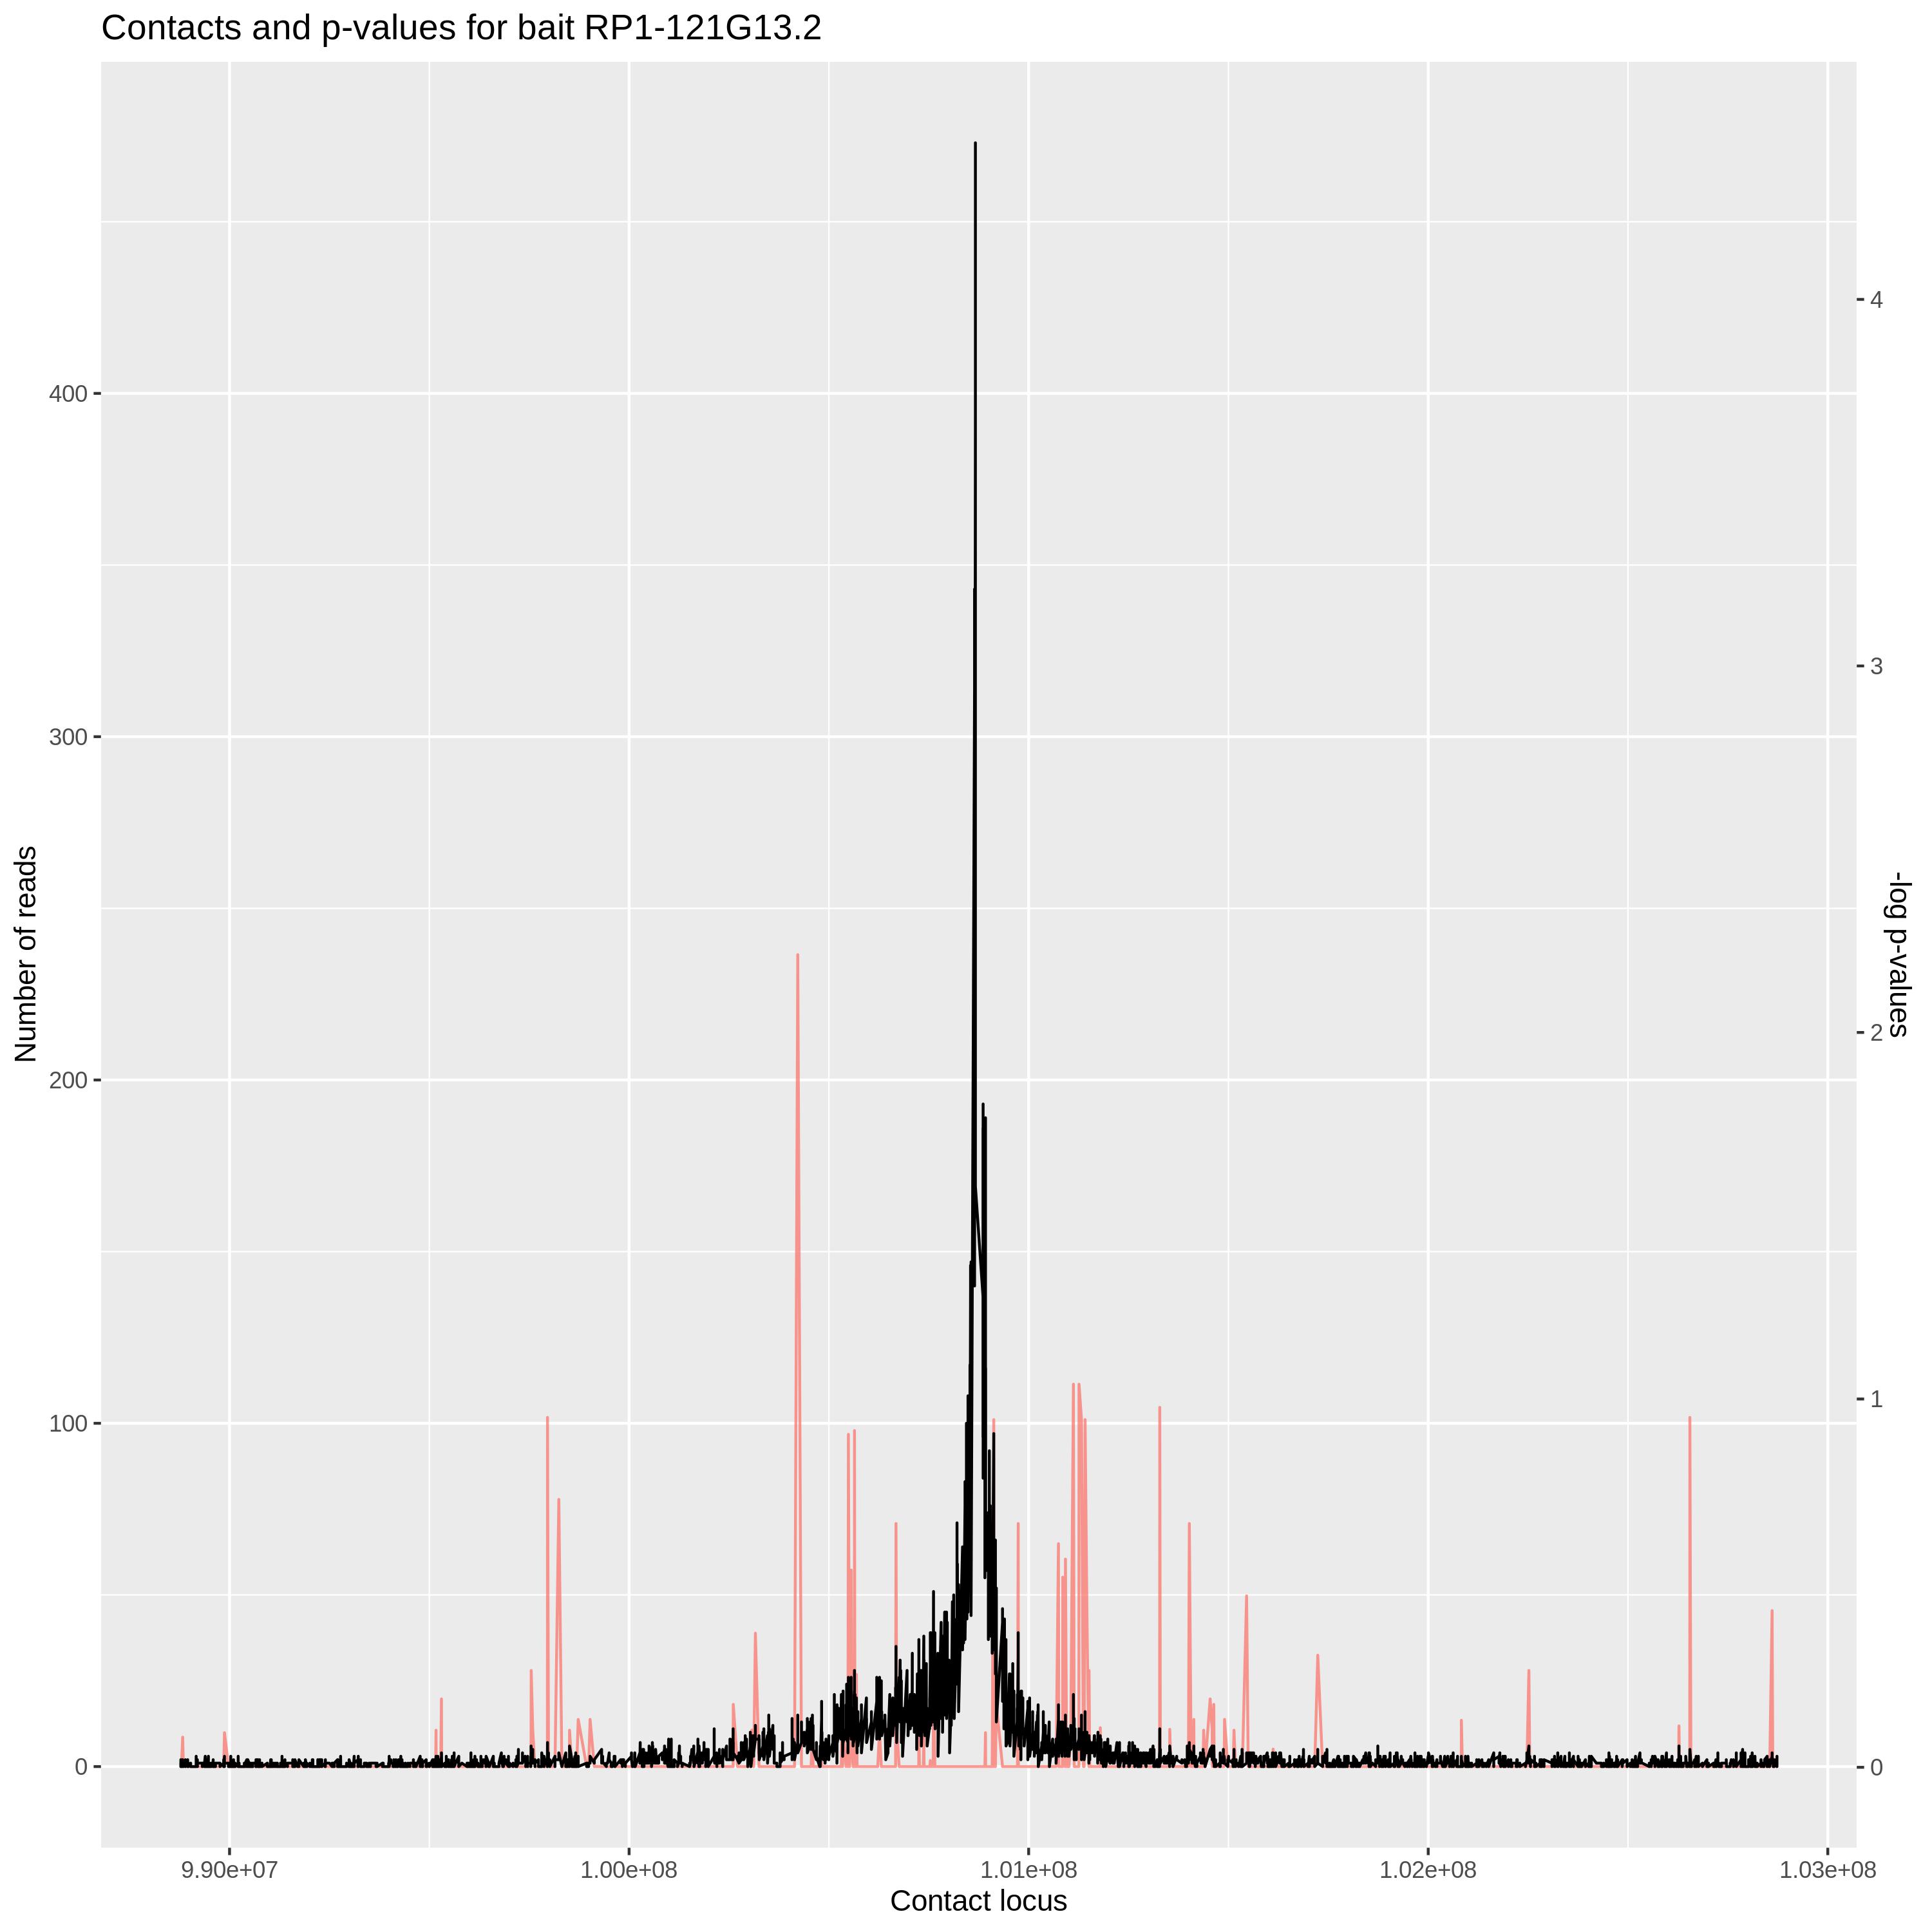 Contacts and p-values for bait RP1-121G13.2
400
300
200
100
0
4
3
2
1
0
Number of reads
-log p-values
9.90e+07 1.00e+08 1.01e+08 1.02e+08 1.03e+08
Contact locus